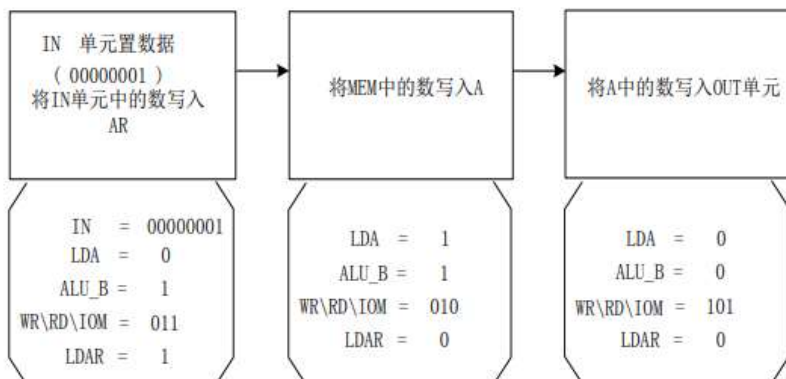 IN 单元置数据
( 00000001 )
将IN单元中的数写入
AR
将MEM中的数写入A
将A中的数写入OUT单元
IN = 00000001
LDA = 0
ALU_B = 1
WR\RD\IOM = 011
LDAR = 1
LDA = 1
ALU_B = 1
WR\RD\IOM = 010
LDAR = 0
LDA = 0
ALU_B = 0
WR\RD\IOM = 101
LDAR = 0